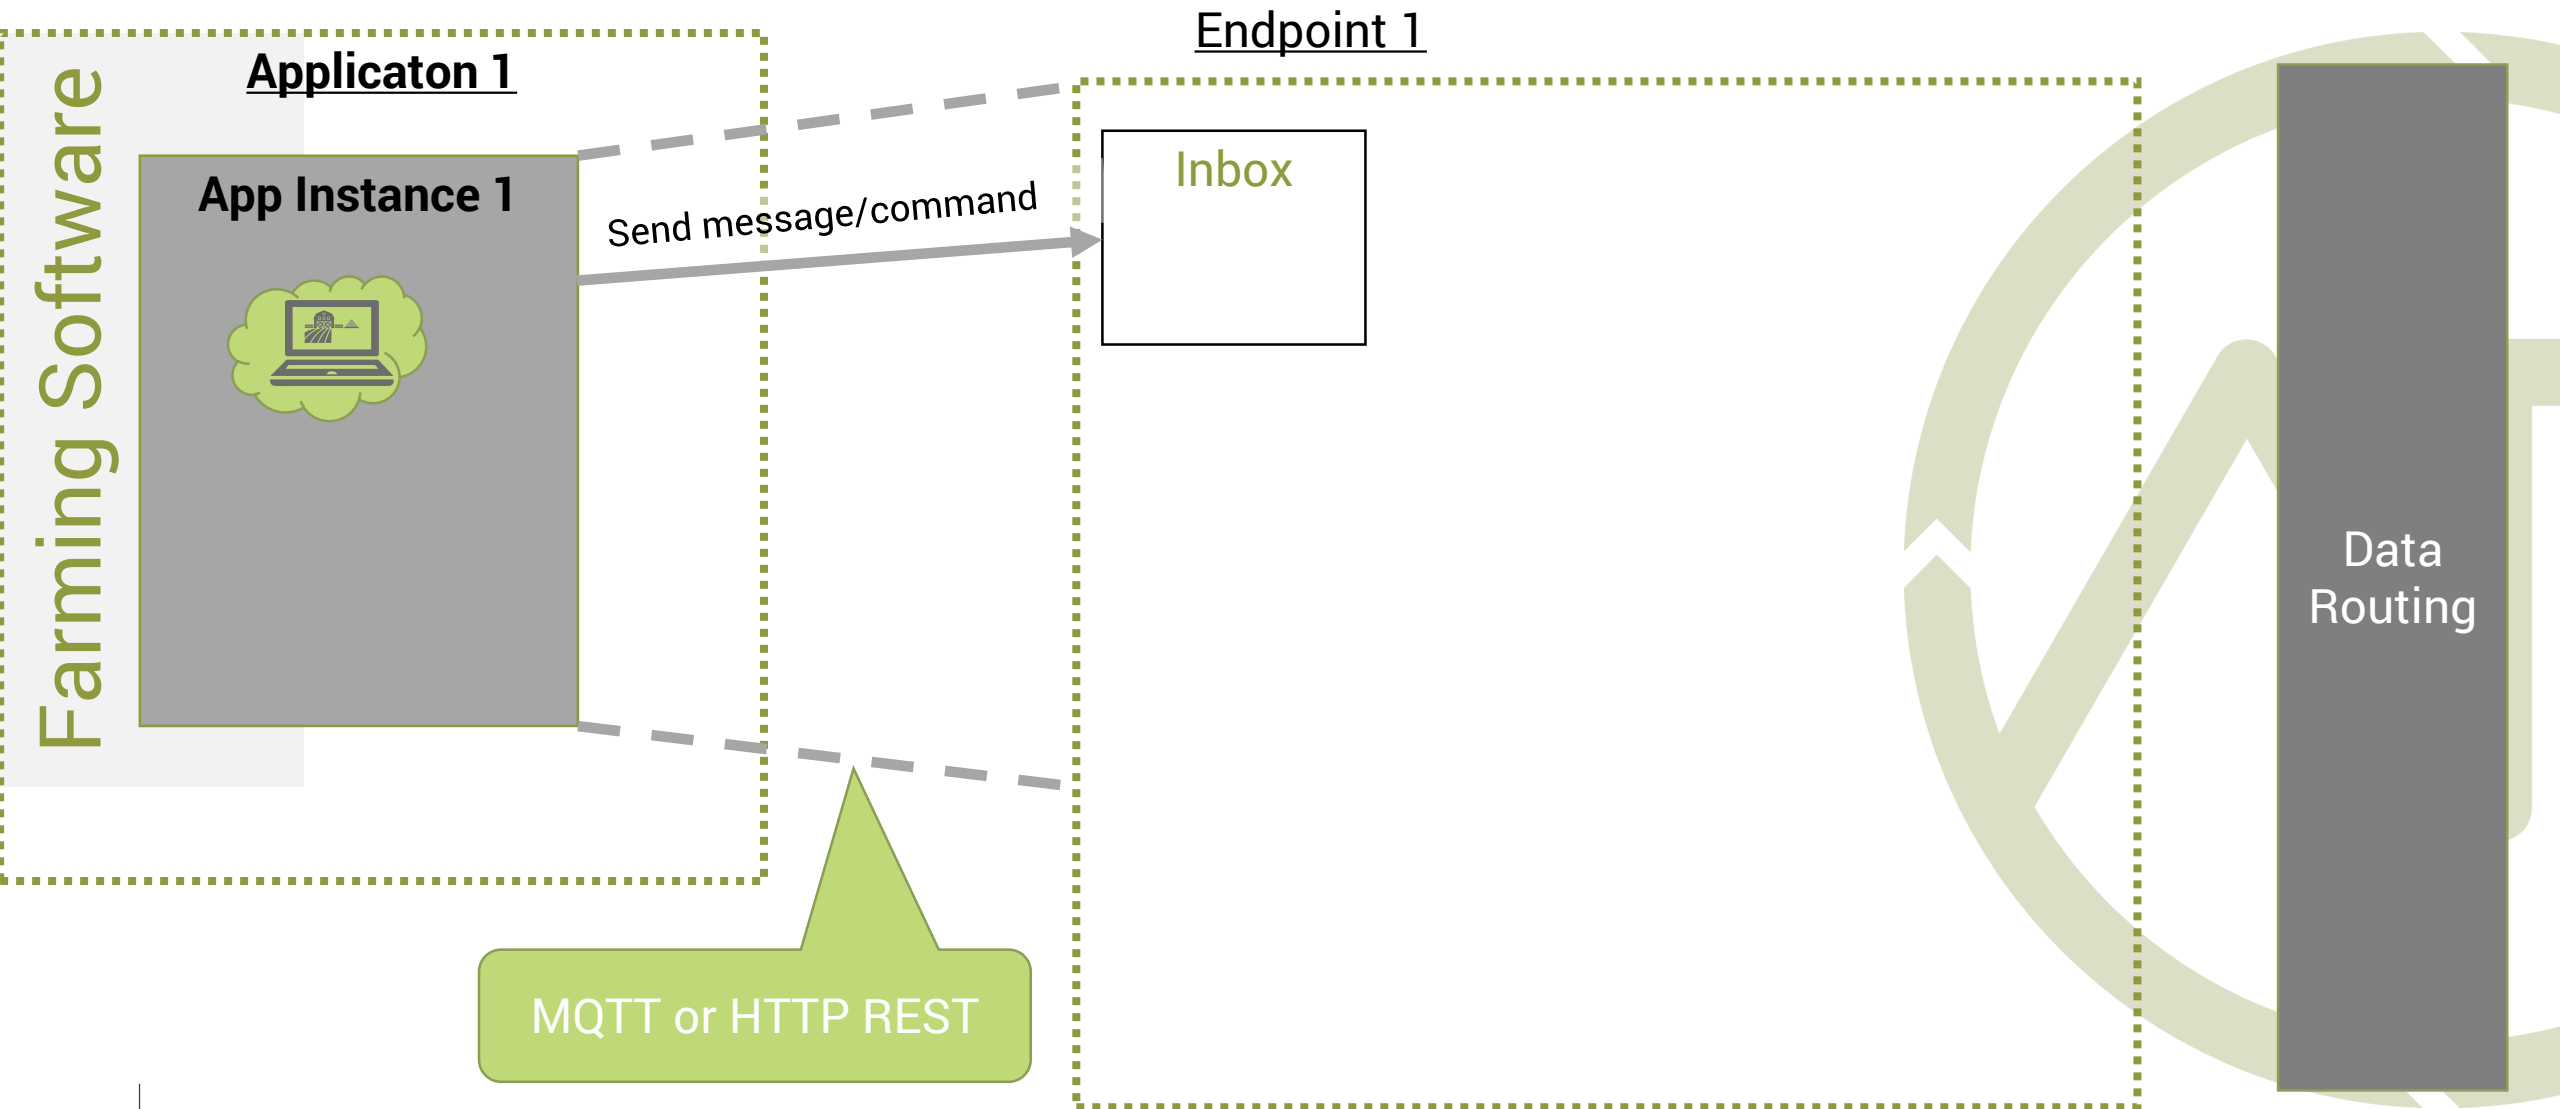 Endpoint 1
Applicaton 1
Farming Software
App Instance 1
Send message/command
Inbox
Data
Routing
MQTT or HTTP REST